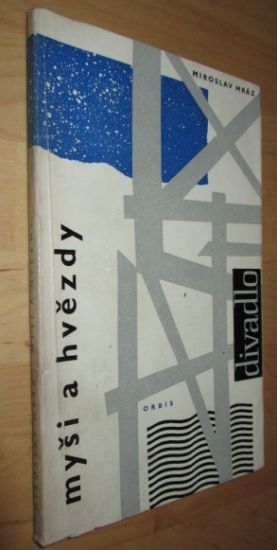 MIROSLAV MRÁZ
myši a hvězdy
divadlo
ORBIS